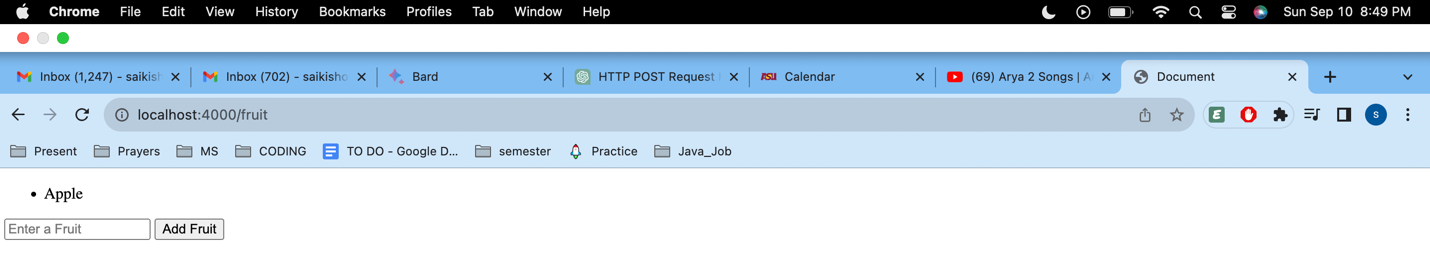 Chrome File Edit View History Bookmarks Profiles Tab Window Help Sun Sep 10 8:49 PM
Inbox (1,247) - saikish Inbox (702) - saikisho Bard HTTP POST Request ASU Calendar (69) Arya 2 Songs | Document
localhost:4000/fruit E S
Present Prayers MS CODING TO DO - Google D... semester Practice Java_Job
• Apple
Enter a Fruit Add Fruit